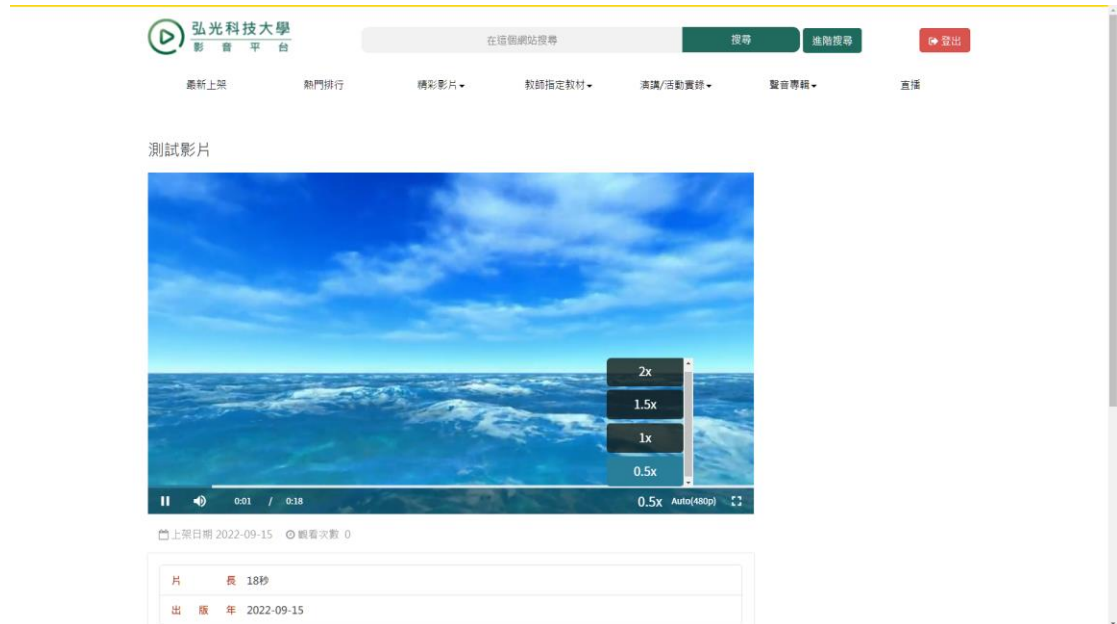 弘光科技大學
影音平台
在這個網站搜尋 搜尋 進階搜尋 登出
最新上架 熱門排行 精彩影片 教師指定教材 演講/活動實錄 聲音專輯 直播
測試影片
2x
1.5x
1x
0.5x
0:01 / 0:18 0.5x Auto(480p)
上架日期 2022-09-15 觀看次數 0
片長 18秒
出版年 2022-09-15